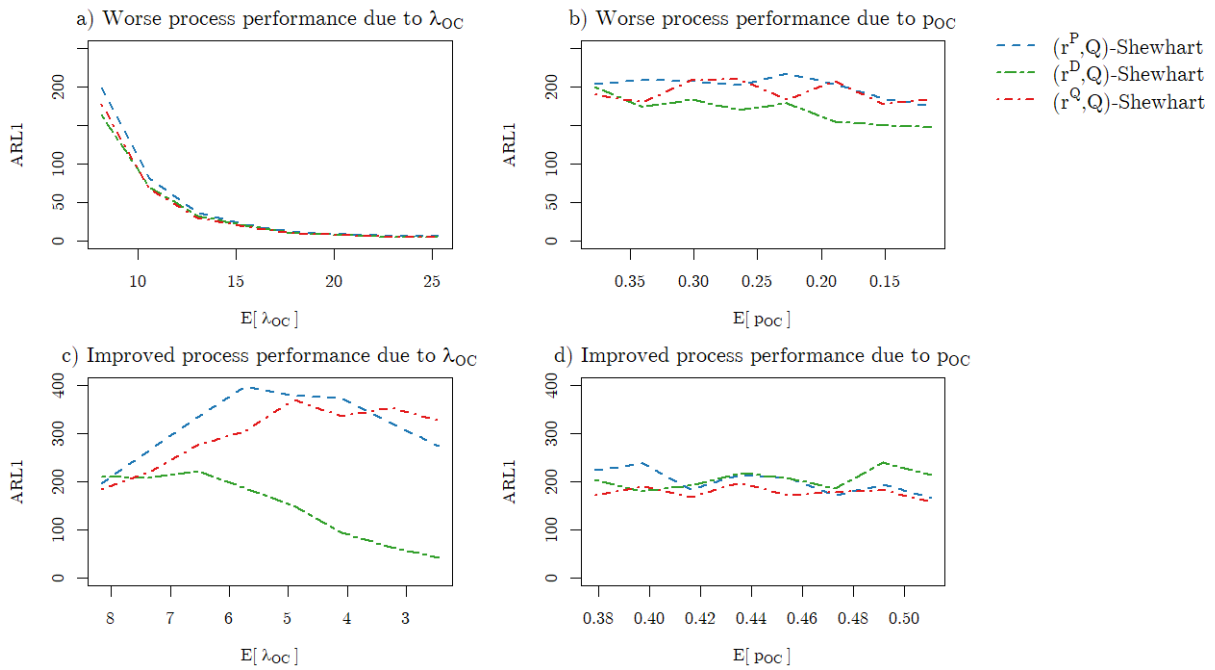 a) Worse process performance due to λOC
b) Worse process performance due to pOC
(rP,Q)-Shewhart
(rD,Q)-Shewhart
(rQ,Q)-Shewhart
ARL1
0 50 100 200
10 15 20 25
E[ λOC ]
ARL1
0 50 100 200
0.35 0.30 0.25 0.20 0.15
E[ pOC ]
c) Improved process performance due to λOC
d) Improved process performance due to pOC
ARL1
0 100 200 300 400
8 7 6 5 4 3
E[ λOC ]
ARL1
0 100 200 300 400
0.38 0.40 0.42 0.44 0.46 0.48 0.50
E[ pOC ]